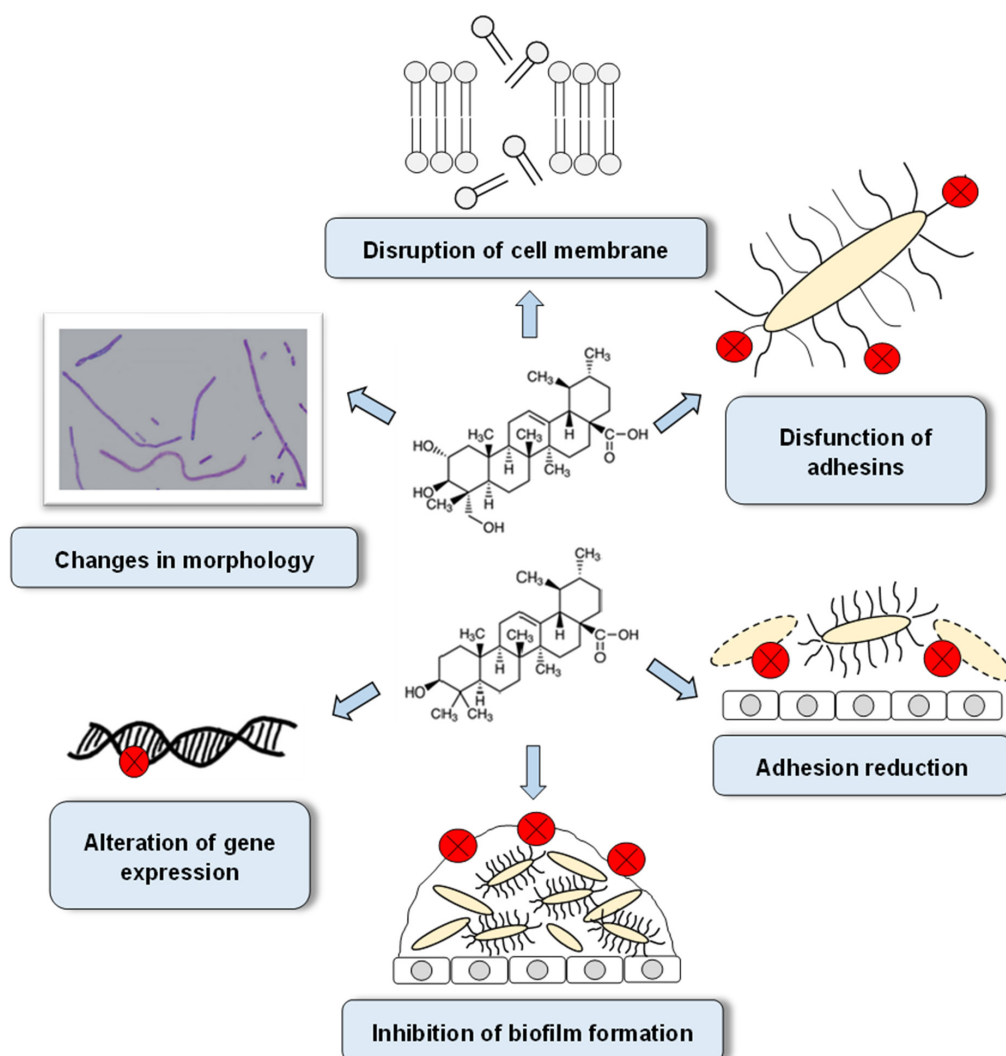 Disruption of cell membrane
Disfunction of
adhesins
Changes in morphology
CH₃
CH₃
H₃C
CH₃
H
OH
O
HO
H
CH₃
HO
CH₃
H
OH
CH₃
CH₃
H₃C
CH₃
H
OH
O
H
CH₃
HO
H
CH₃
CH₃
Adhesion reduction
Alteration of gene
expression
Inhibition of biofilm formation